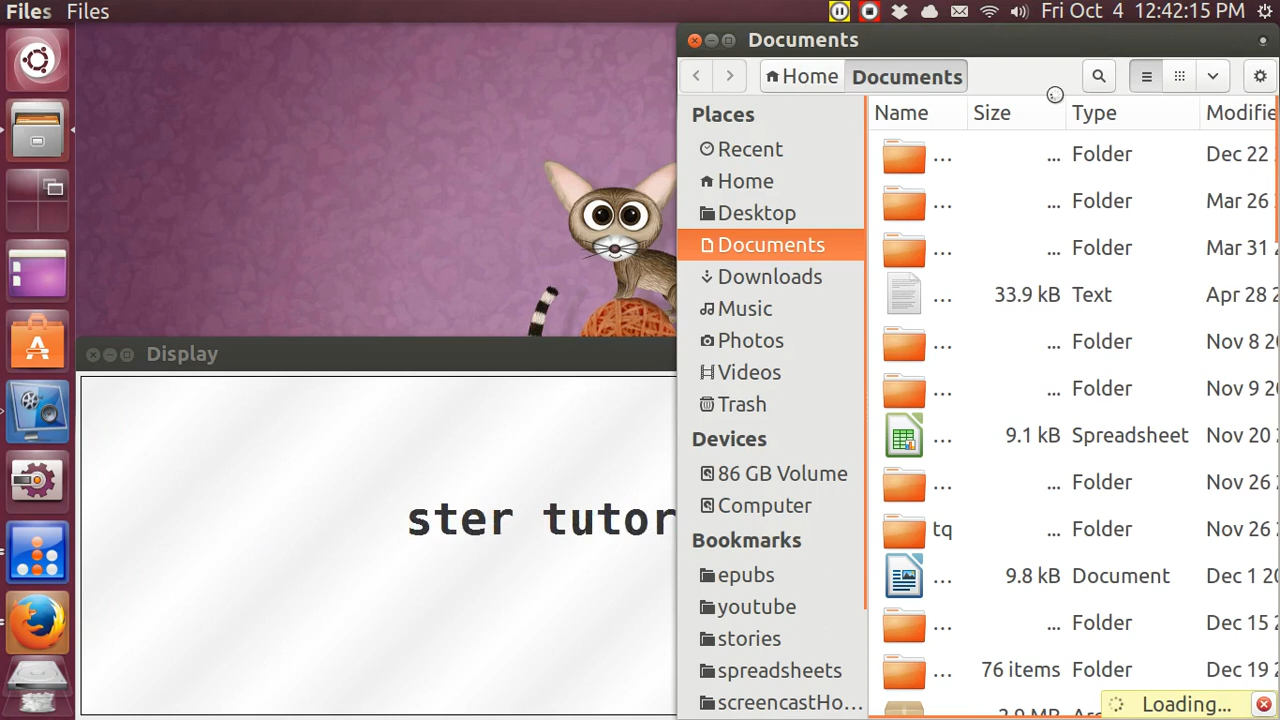 Files Files Fri Oct 4 12:42:15 PM
Documents
Home Documents
Places
Recent
Home
Desktop
Documents
Downloads
Music
Photos
Videos
Trash
Devices
86 GB Volume
Computer
Bookmarks
epubs
youtube
stories
spreadsheets
screencastHo...
Name Size Type Modifie
... ... Folder Dec 22
... ... Folder Mar 26
... ... Folder Mar 31
... 33.9 kB Text Apr 28 2
... ... Folder Nov 8 20
... ... Folder Nov 9 20
... 9.1 kB Spreadsheet Nov 20
... ... Folder Nov 26
tq ... Folder Nov 26
... 9.8 kB Document Dec 1 20
... ... Folder Dec 15
... 76 items Folder Dec 19
Loading...
Display
ster tutor